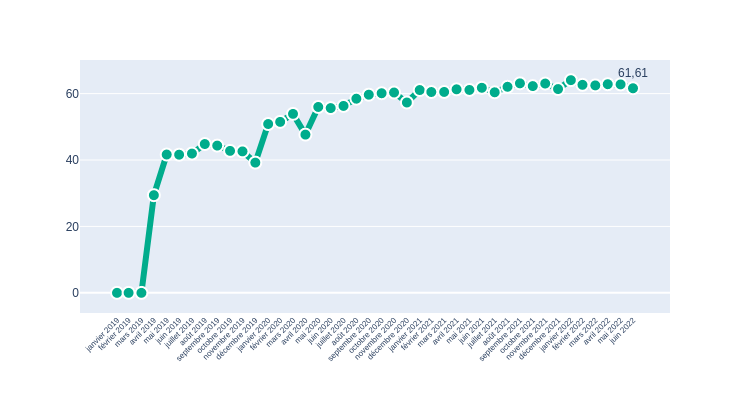 61,61
60
40
20
0
janvier 2019
février 2019
mars 2019
avril 2019
mai 2019
juin 2019
juillet 2019
août 2019
septembre 2019
octobre 2019
novembre 2019
décembre 2019
janvier 2020
février 2020
mars 2020
avril 2020
mai 2020
juin 2020
juillet 2020
août 2020
septembre 2020
octobre 2020
novembre 2020
décembre 2020
janvier 2021
février 2021
mars 2021
avril 2021
mai 2021
juin 2021
juillet 2021
août 2021
septembre 2021
octobre 2021
novembre 2021
décembre 2021
janvier 2022
février 2022
mars 2022
avril 2022
mai 2022
juin 2022